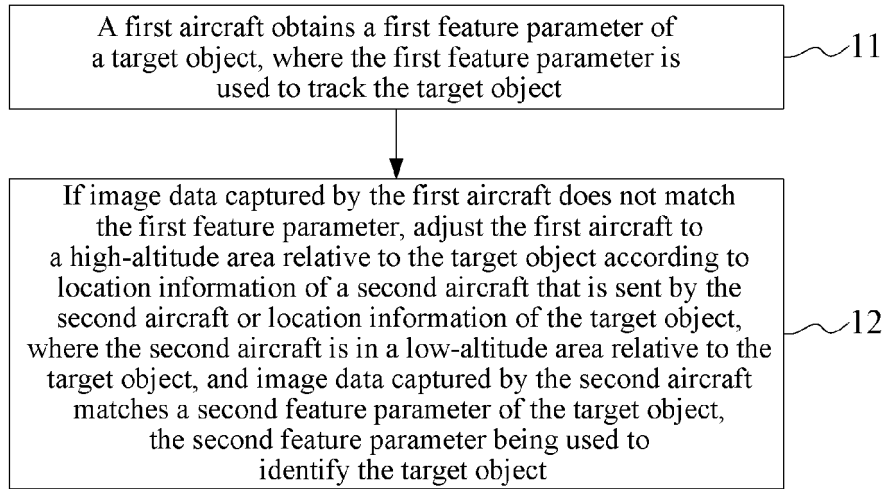 A first aircraft obtains a first feature parameter of
a target object, where the first feature parameter is
used to track the target object
11
If image data captured by the first aircraft does not match
the first feature parameter, adjust the first aircraft to
a high-altitude area relative to the target object according to
location information of a second aircraft that is sent by the
second aircraft or location information of the target object,
where the second aircraft is in a low-altitude area relative to the
target object, and image data captured by the second aircraft
matches a second feature parameter of the target object,
the second feature parameter being used to
identify the target object
12